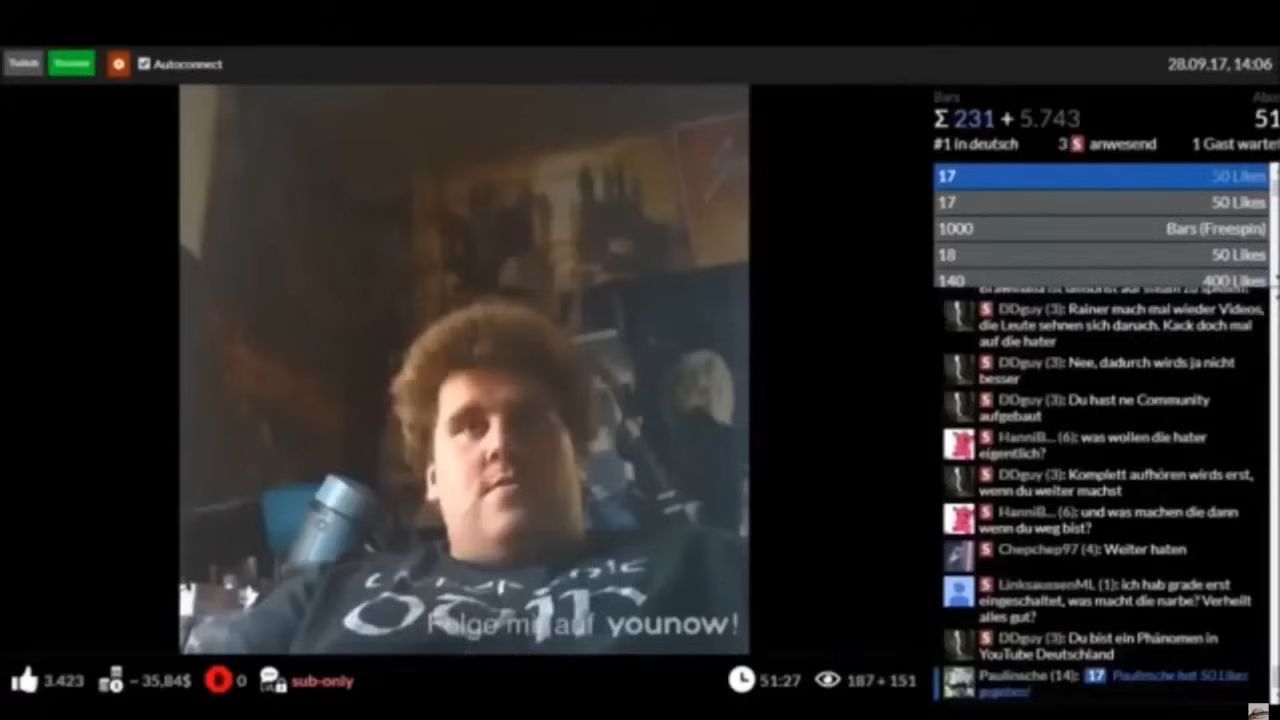 Twitch
Younow
Autoconnect
28.09.17, 14:06
Bars
Σ 231 + 5.743
51
#1 in deutsch
3 S anwesend
1 Gast wartet
17 50 Likes
17 50 Likes
1000 Bars (Freespin)
18 50 Likes
140 400 Likes
S DDguy (3): Rainer mach mal wieder Videos,
die Leute sehnen sich danach. Kack doch mal
auf die hater
S DDguy (3): Nee, dadurch wirds ja nicht
besser
S DDguy (3): Du hast ne Community
aufgebaut
S HanniB... (6): was wollen die hater
eigentlich?
S DDguy (3): Komplett aufhören wirds erst,
wenn du weiter machst
S HanniB... (6): und was machen die dann
wenn du weg bist?
S Chepchep97 (4): Weiter haten
S LinksaussenML (1): ich hab grade erst
eingeschaltet, was macht die narbe? Verheilt
alles gut?
S DDguy (3): Du bist ein Phänomen in
YouTube Deutschland
Paulinsche (14): 17 Paulinsche hat 50 Likes
gegeben!
Folge mir auf younow!
3.423
~ 35,84$
0
sub-only
51:27
187 + 151